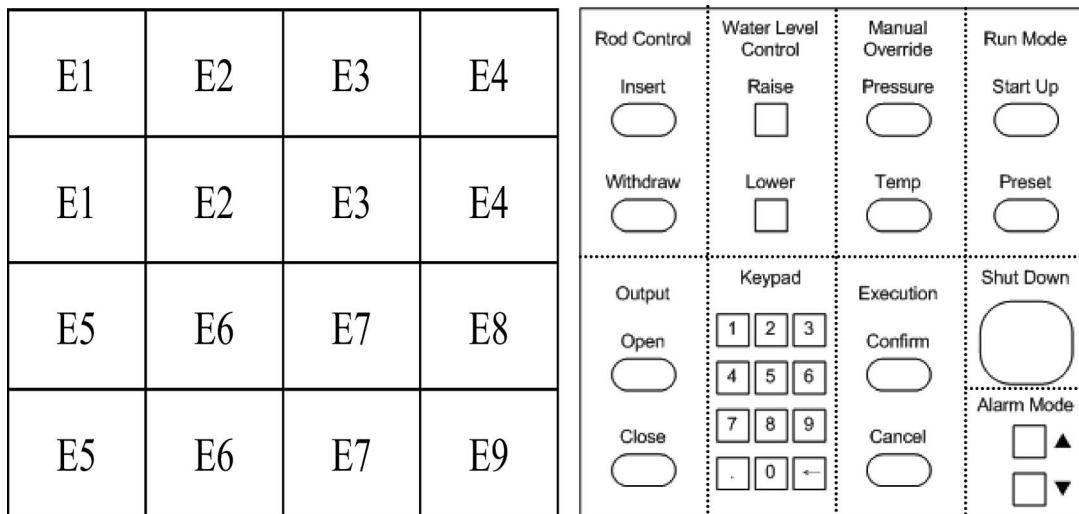 E1 E2 E3 E4
E1 E2 E3 E4
E5 E6 E7 E8
E5 E6 E7 E9
Rod Control
Insert
Withdraw
Water Level
Control
Raise
Lower
Manual
Override
Pressure
Temp
Run Mode
Start Up
Preset
Output
Open
Close
Keypad
1 2 3
4 5 6
7 8 9
. 0 ←
Execution
Confirm
Cancel
Shut Down
Alarm Mode
▲
▼